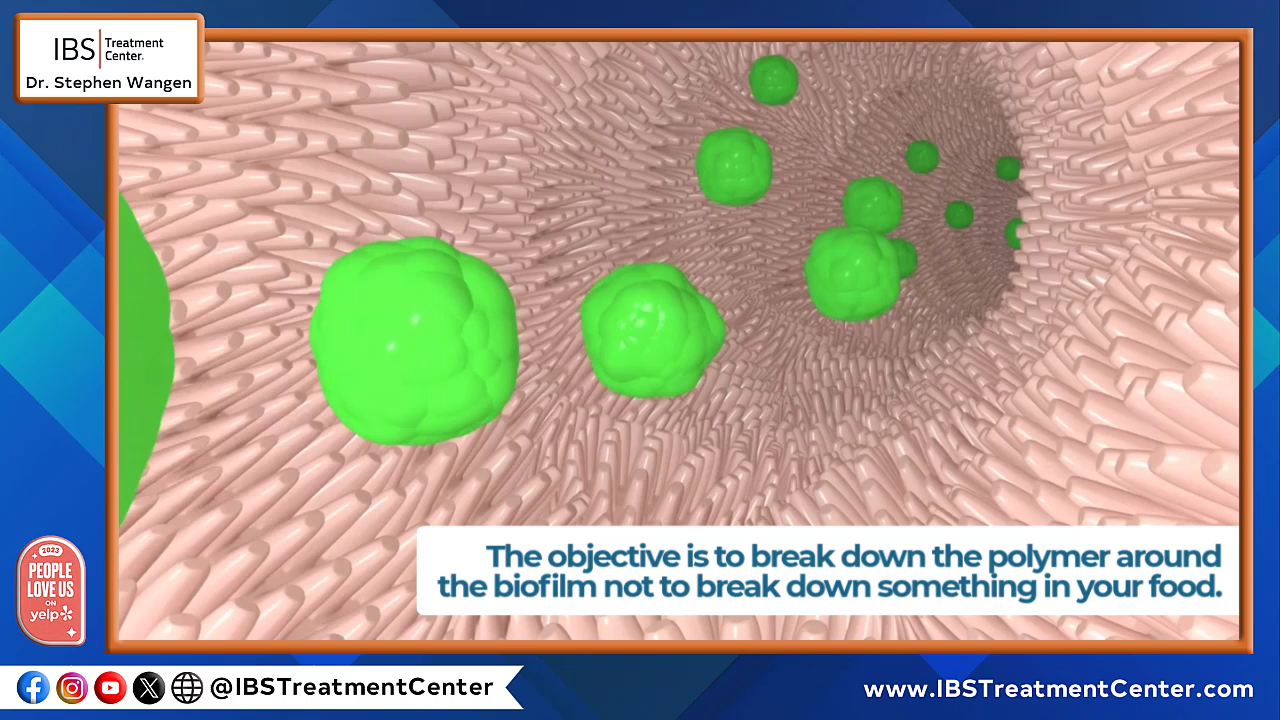 IBS Treatment
Center®
Dr. Stephen Wangen
The objective is to break down the polymer around
the biofilm not to break down something in your food.
2023
PEOPLE
LOVE US
ON
yelp
@IBSTreatmentCenter
www.IBSTreatmentCenter.com